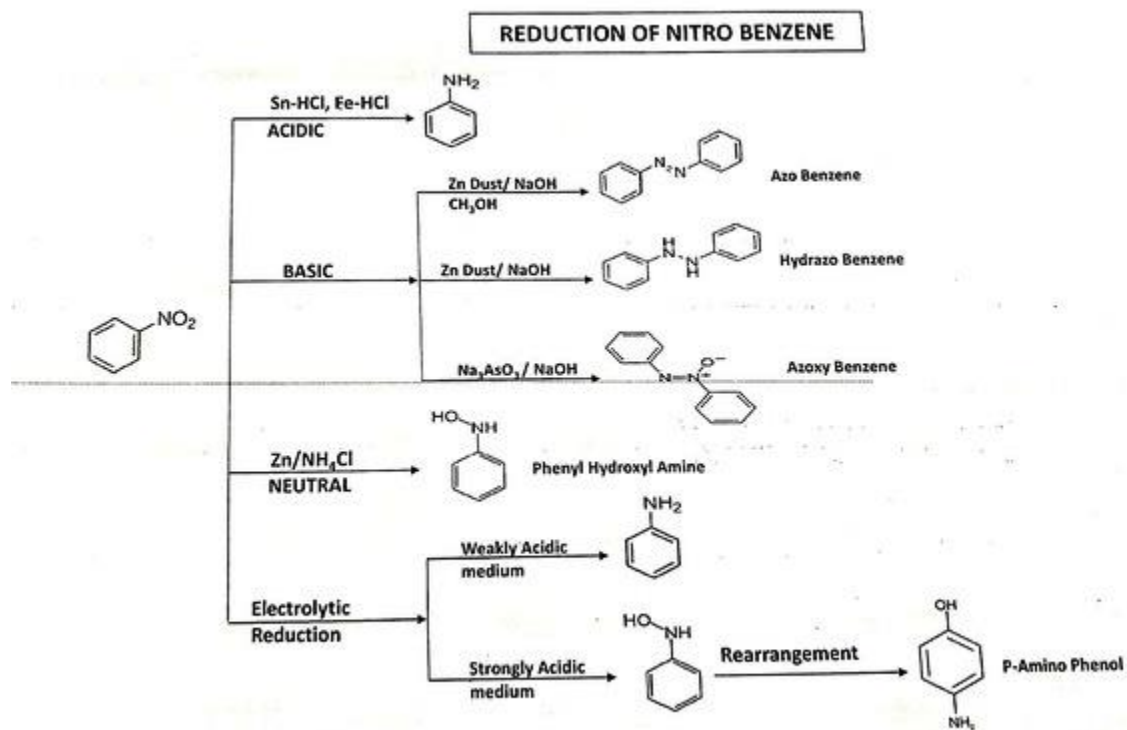 REDUCTION OF NITRO BENZENE
NH₂
Sn-HCl, Ee-HCl
ACIDIC
N=N
Azo Benzene
Zn Dust/ NaOH
CH₃OH
H
N
N
H
Hydrazo Benzene
BASIC
Zn Dust/ NaOH
NO₂
Na₃AsO₃/ NaOH
N=N⁺
O⁻
Azoxy Benzene
HO
NH
Zn/NH₄Cl
NEUTRAL
Phenyl Hydroxyl Amine
NH₂
Weakly Acidic
medium
Electrolytic
Reduction
HO
NH
OH
Strongly Acidic
medium
Rearrangement
P-Amino Phenol
NH₂